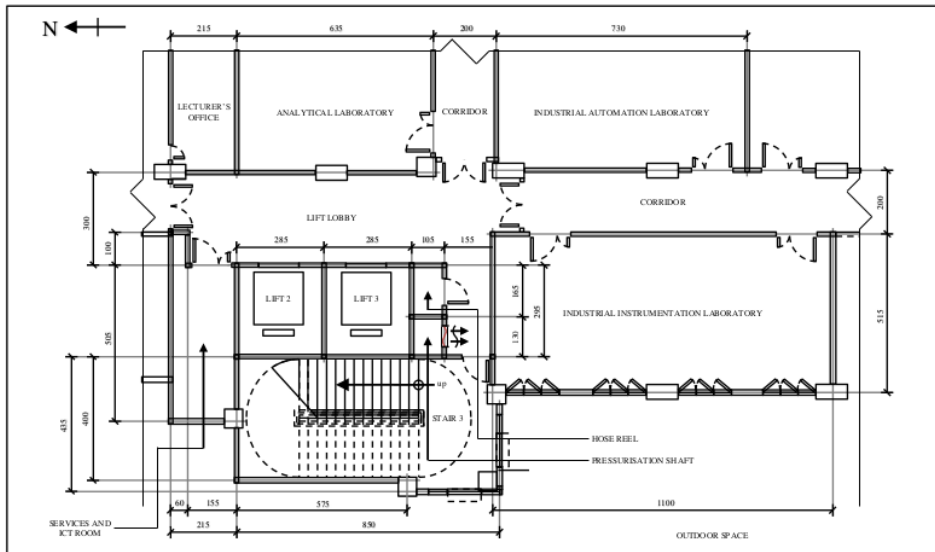 N
215
635
200
730
LECTURER'S
OFFICE
ANALYTICAL LABORATORY
CORRIDOR
INDUSTRIAL AUTOMATION LABORATORY
300
LIFT LOBBY
CORRIDOR
200
100
285
285
105
155
LIFT 2
LIFT 3
165
295
130
INDUSTRIAL INSTRUMENTATION LABORATORY
515
505
up
STAIR 3
435
400
HOSE REEL
PRESSURISATION SHAFT
60
155
575
1100
SERVICES AND
ICT ROOM
215
850
OUTDOOR SPACE